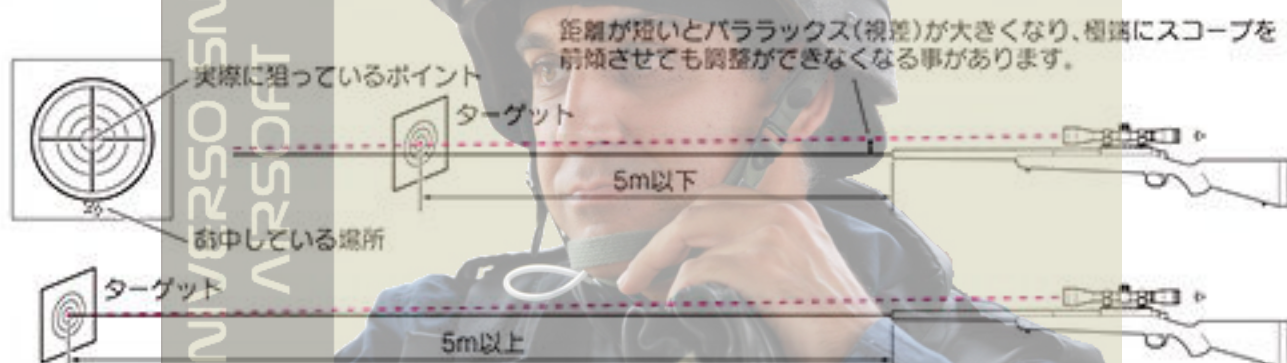 距離が短いとパララックス(視差)が大きくなり、極端にスコープを
前傾させても調整ができなくなる事があります。
実際に狙っているポイント
ターゲット
5m以下
命中している場所
ターゲット
5m以上
ARSOFT